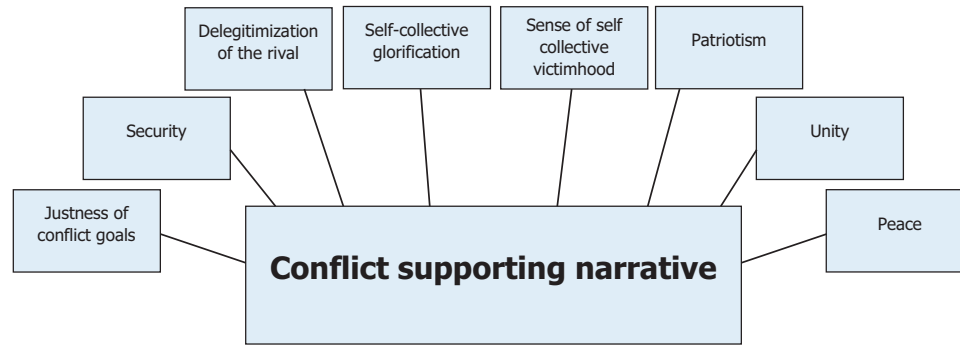 Delegitimization
of the rival
Self-collective
glorification
Sense of self
collective
victimhood
Patriotism
Security
Unity
Justness of
conflict goals
Peace
Conflict supporting narrative